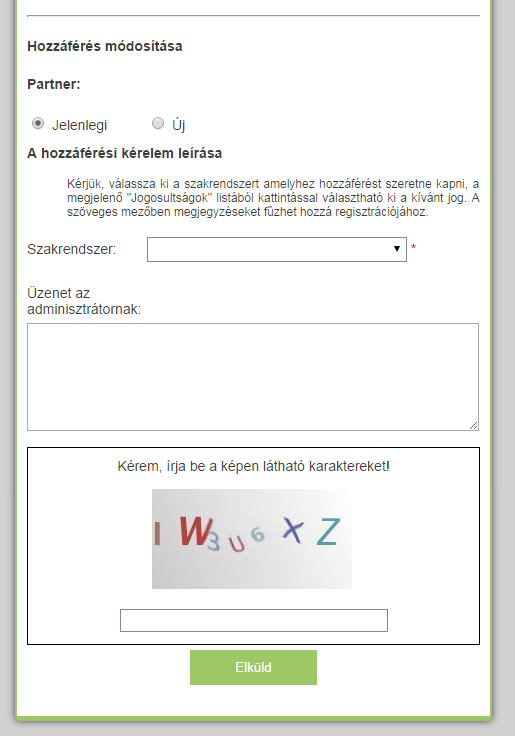 Hozzáférés módosítása
Partner:
Jelenlegi Új
A hozzáférési kérelem leírása
Kérjük, válassza ki a szakrendszert amelyhez hozzáférést szeretne kapni, a
megjelenő "Jogosultságok" listából kattintással választható ki a kívánt jog. A
szöveges mezőben megjegyzéseket fűzhet hozzá regisztrációjához.
Szakrendszer: *
Üzenet az
adminisztrátornak:
Kérem, írja be a képen látható karaktereket!
I W 3 U 6 X Z
Elküld